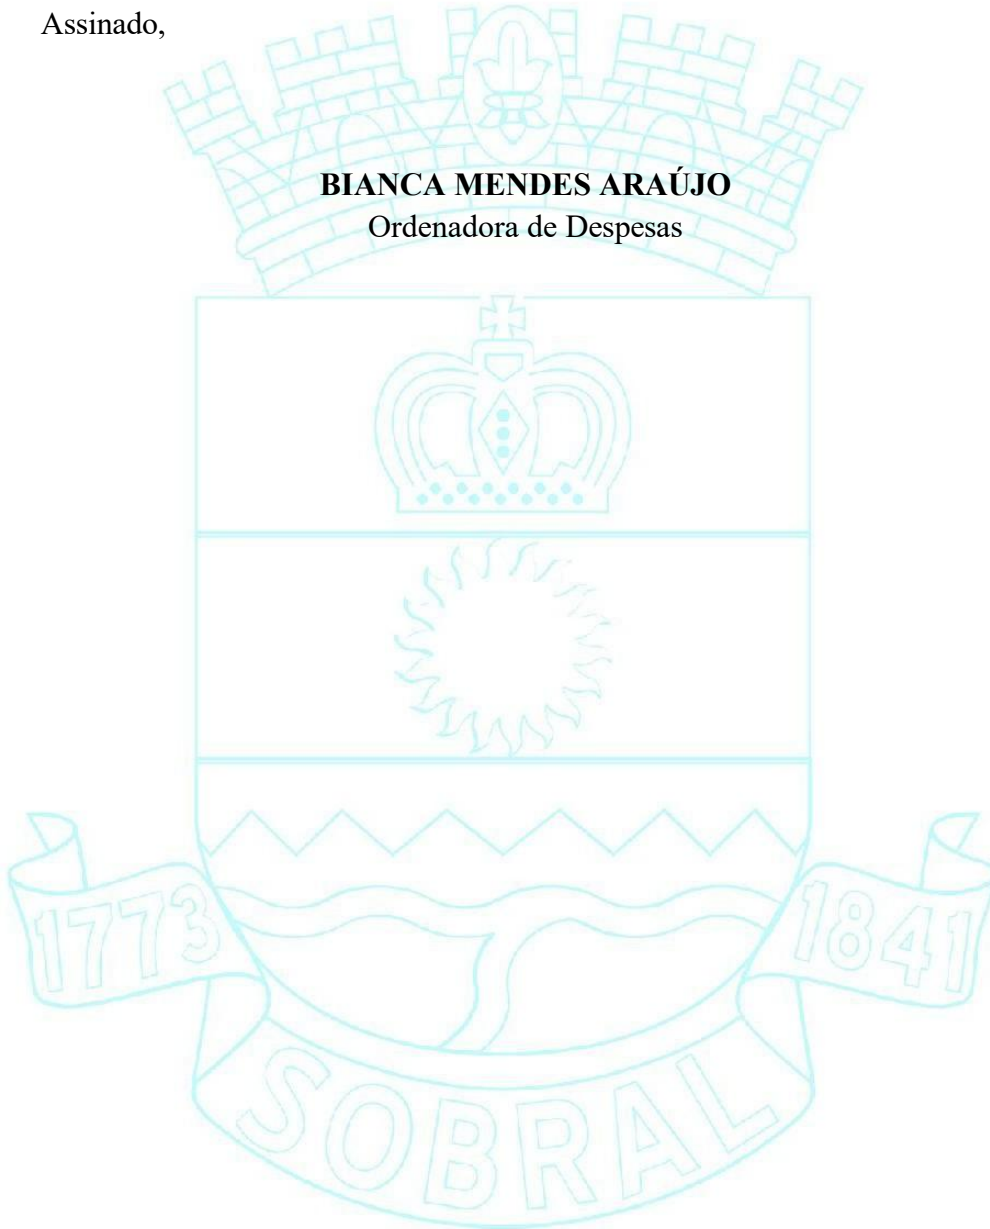 Assinado,
BIANCA MENDES ARAÚJO
Ordenadora de Despesas
1773
1841
SOBRAL